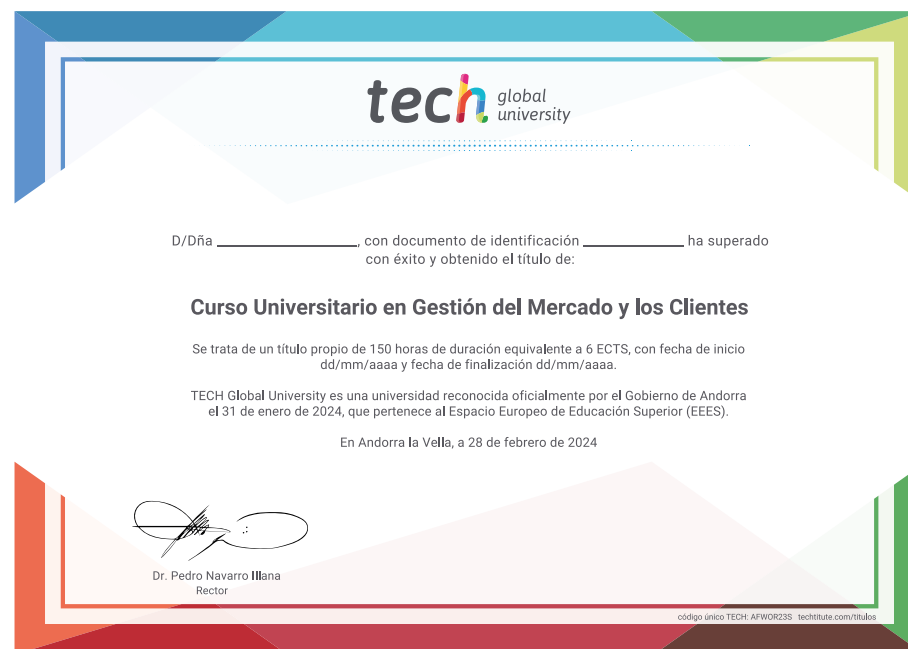 tech global university
D/Dña ____________, con documento de identificación ____________ ha superado
con éxito y obtenido el título de:
Curso Universitario en Gestión del Mercado y los Clientes
Se trata de un título propio de 150 horas de duración equivalente a 6 ECTS, con fecha de inicio
dd/mm/aaaa y fecha de finalización dd/mm/aaaa.
TECH Global University es una universidad reconocida oficialmente por el Gobierno de Andorra
el 31 de enero de 2024, que pertenece al Espacio Europeo de Educación Superior (EEES).
En Andorra la Vella, a 28 de febrero de 2024
Dr. Pedro Navarro Illana
Rector
código único TECH: AFWOR23S techtitute.com/titulos